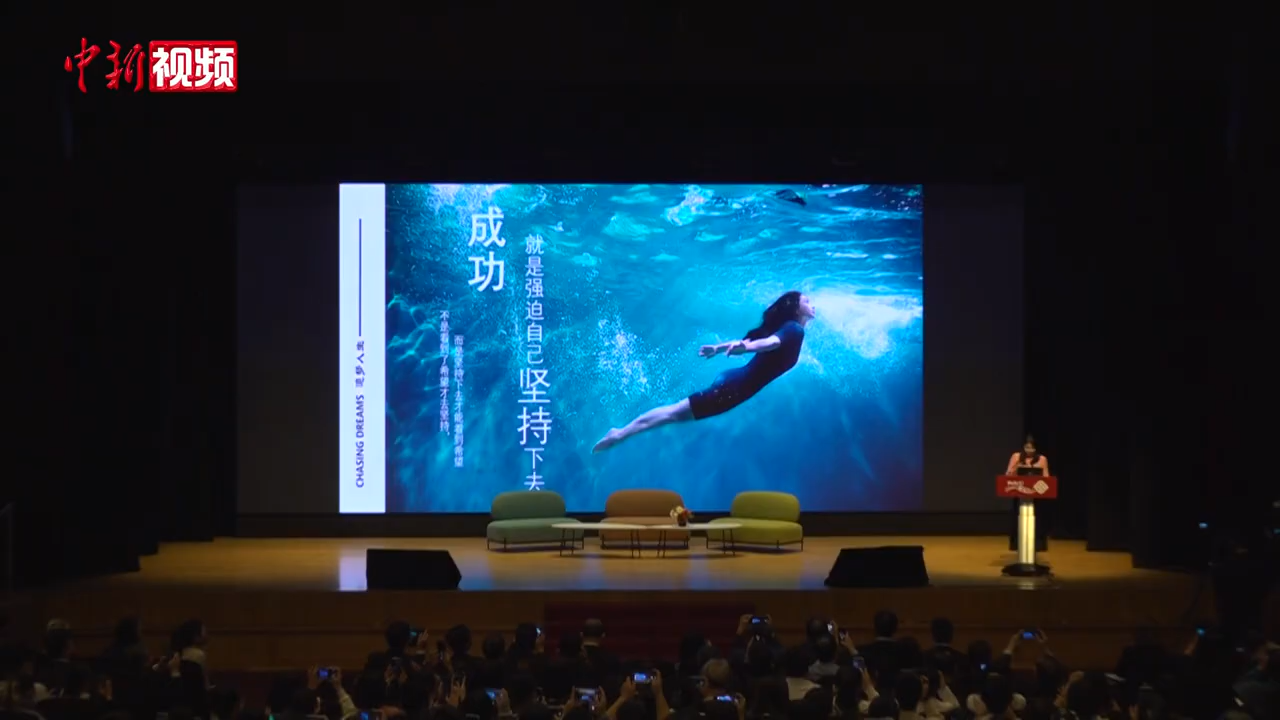 中新视频
成功
就是强迫自己坚持下去
而是坚持下去才能看到希望
不是看到了希望才去坚持，
CHASING DREAMS 逐梦人生